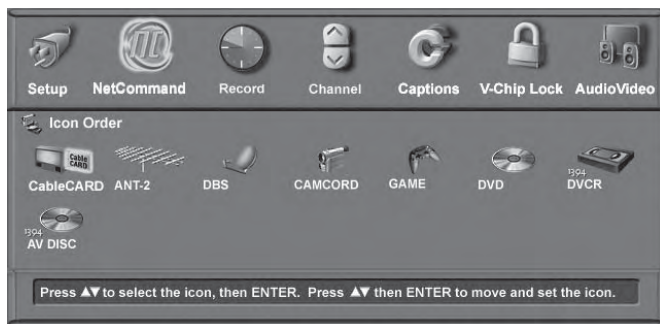 Setup NetCommand Record Channel Captions V-Chip Lock AudioVideo
Icon Order
Cable CARD
CableCARD ANT-2 DBS CAMCORD GAME DVD 1394 DVCR
1394
AV DISC
Press ▲▼ to select the icon, then ENTER. Press ▲▼ then ENTER to move and set the icon.